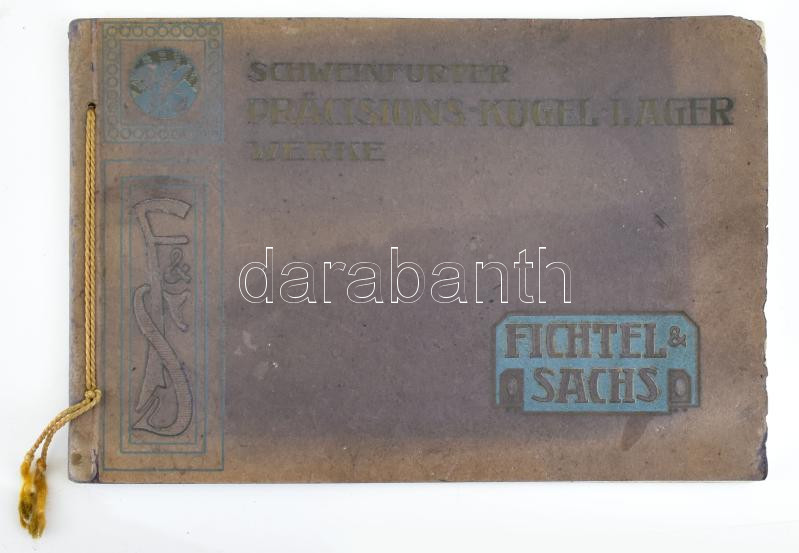 SCHWEINFURTER
PRÄCISIONS-KUGEL-LAGER
WERKE
F
&
S
darabanth
FICHTEL &
SACHS